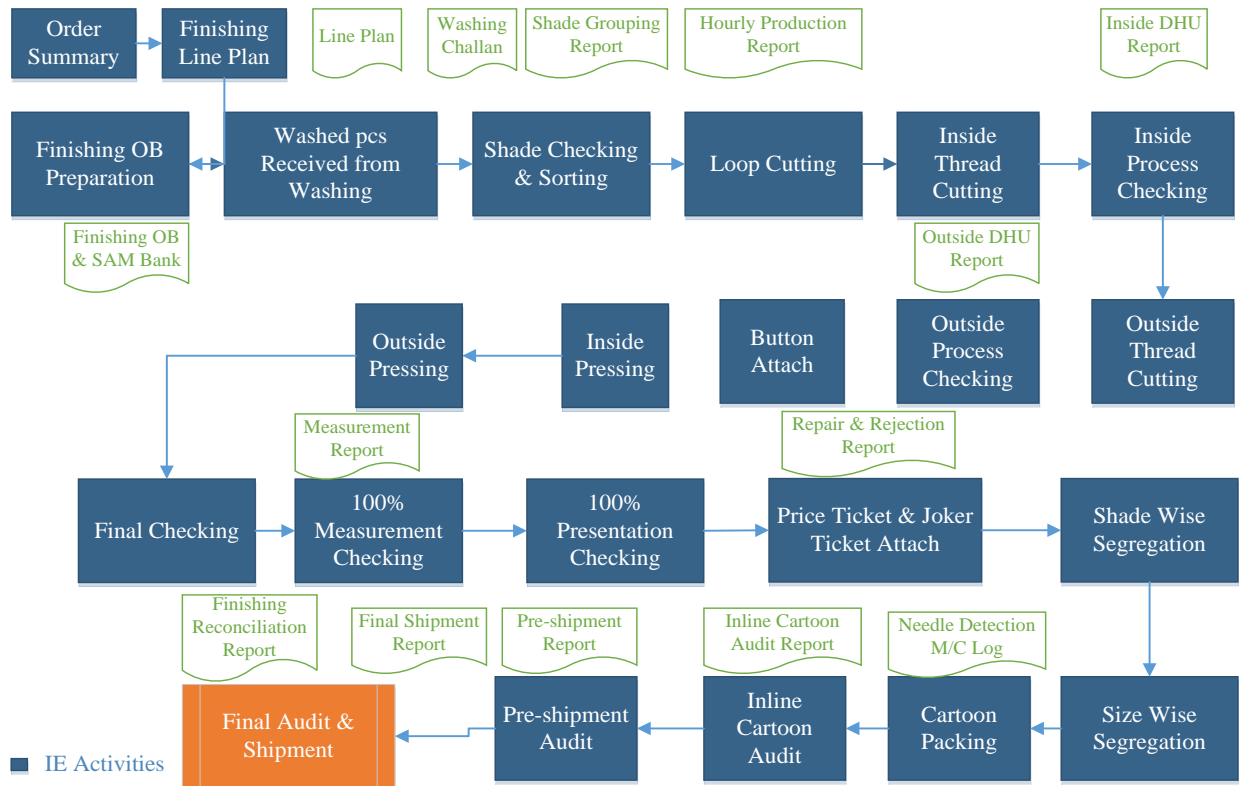 Order
Summary
Finishing
Line Plan
Line Plan
Washing
Challan
Shade Grouping
Report
Hourly Production
Report
Inside DHU
Report
Finishing OB
Preparation
Washed pcs
Received from
Washing
Shade Checking
& Sorting
Loop Cutting
Inside
Thread
Cutting
Inside
Process
Checking
Finishing OB
& SAM Bank
Outside DHU
Report
Outside
Pressing
Inside
Pressing
Button
Attach
Outside
Process
Checking
Outside
Thread
Cutting
Measurement
Report
Repair & Rejection
Report
Final Checking
100%
Measurement
Checking
100%
Presentation
Checking
Price Ticket & Joker
Ticket Attach
Shade Wise
Segregation
Finishing
Reconciliation
Report
Final Shipment
Report
Pre-shipment
Report
Inline Cartoon
Audit Report
Needle Detection
M/C Log
Final Audit &
Shipment
Pre-shipment
Audit
Inline
Cartoon
Audit
Cartoon
Packing
Size Wise
Segregation
IE Activities